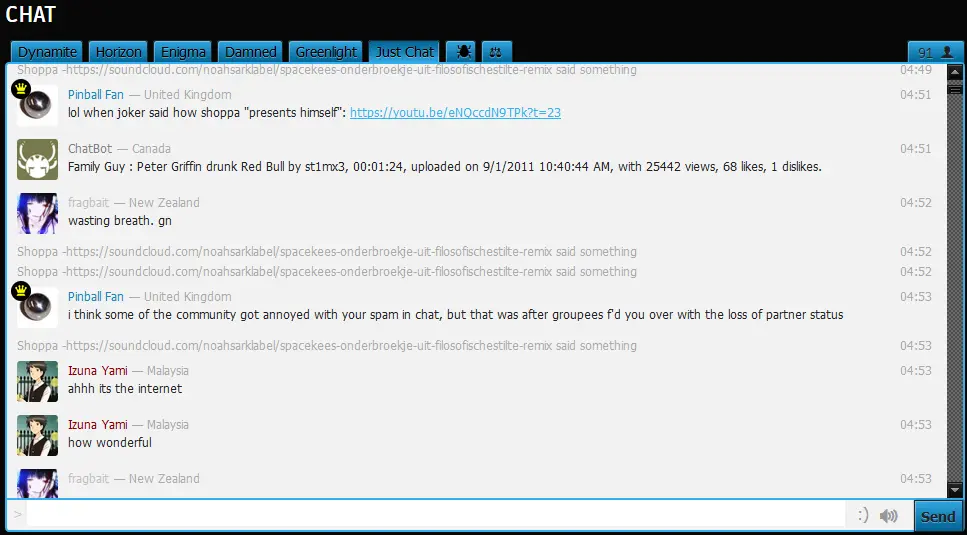 CHAT
Dynamite Horizon Enigma Damned Greenlight Just Chat 91
Shoppa -https://soundcloud.com/noahsarklabel/spacekees-onderbroekje-uit-filosofischestilte-remix said something 04:49
Pinball Fan — United Kingdom 04:51
lol when joker said how shoppa "presents himself": https://youtu.be/eNQccdN9TPk?t=23
ChatBot — Canada 04:51
Family Guy : Peter Griffin drunk Red Bull by st1mx3, 00:01:24, uploaded on 9/1/2011 10:40:44 AM, with 25442 views, 68 likes, 1 dislikes.
fragbait — New Zealand 04:52
wasting breath. gn
Shoppa -https://soundcloud.com/noahsarklabel/spacekees-onderbroekje-uit-filosofischestilte-remix said something 04:52
Shoppa -https://soundcloud.com/noahsarklabel/spacekees-onderbroekje-uit-filosofischestilte-remix said something 04:52
Pinball Fan — United Kingdom 04:53
i think some of the community got annoyed with your spam in chat, but that was after groupees f'd you over with the loss of partner status
Shoppa -https://soundcloud.com/noahsarklabel/spacekees-onderbroekje-uit-filosofischestilte-remix said something 04:53
Izuna Yami — Malaysia 04:53
ahhh its the internet
Izuna Yami — Malaysia 04:53
how wonderful
fragbait — New Zealand 04:53
> :) Send